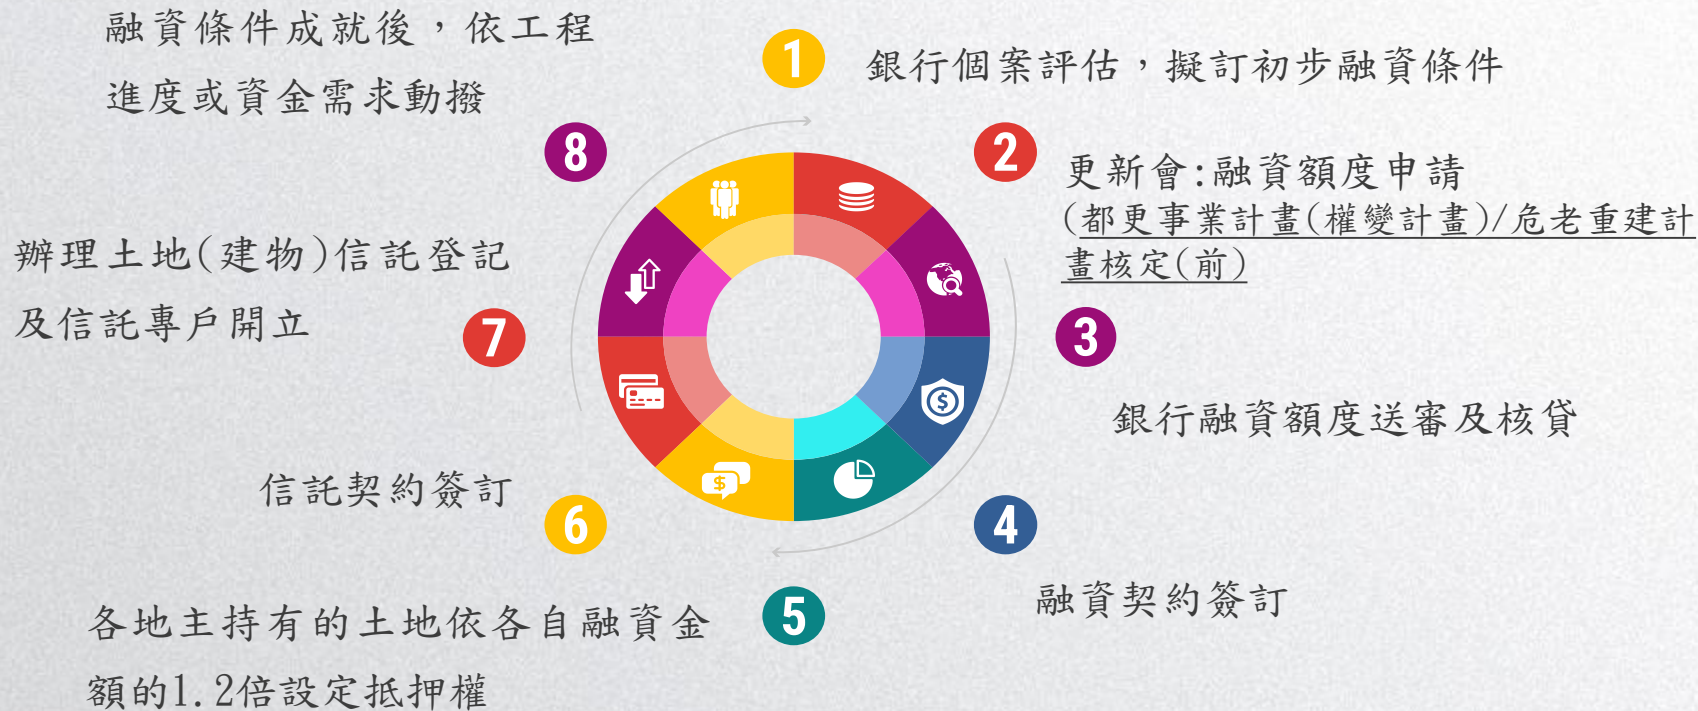 1
銀行個案評估，擬訂初步融資條件
2
更新會:融資額度申請
(都更事業計畫(權變計畫)/危老重建計
畫核定(前)
3
銀行融資額度送審及核貸
4
融資契約簽訂
5
各地主持有的土地依各自融資金
額的1.2倍設定抵押權
6
信託契約簽訂
7
辦理土地(建物)信託登記
及信託專戶開立
8
融資條件成就後，依工程
進度或資金需求動撥
$
$